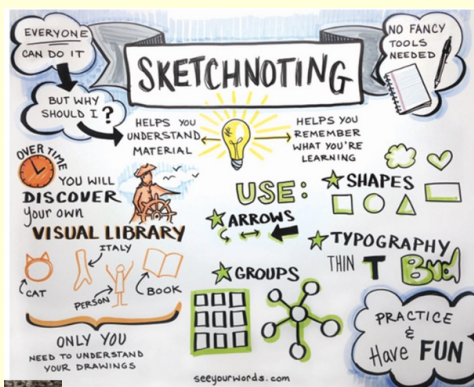 EVERYONE
CAN DO IT
SKETCHNOTING
NO FANCY
TOOLS
NEEDED
BUT WHY
SHOULD I?
HELPS YOU
UNDERSTAND
MATERIAL
HELPS YOU
REMEMBER
WHAT YOU'RE
LEARNING
OVER TIME
YOU WILL
DISCOVER
your own
VISUAL LIBRARY
CAT
ITALY
PERSON
BOOK
ONLY YOU
NEED TO UNDERSTAND
YOUR DRAWINGS
USE:
ARROWS
SHAPES
TYPOGRAPHY
THIN T Bud
GROUPS
PRACTICE
&
Have FUN
seeyourwords.com